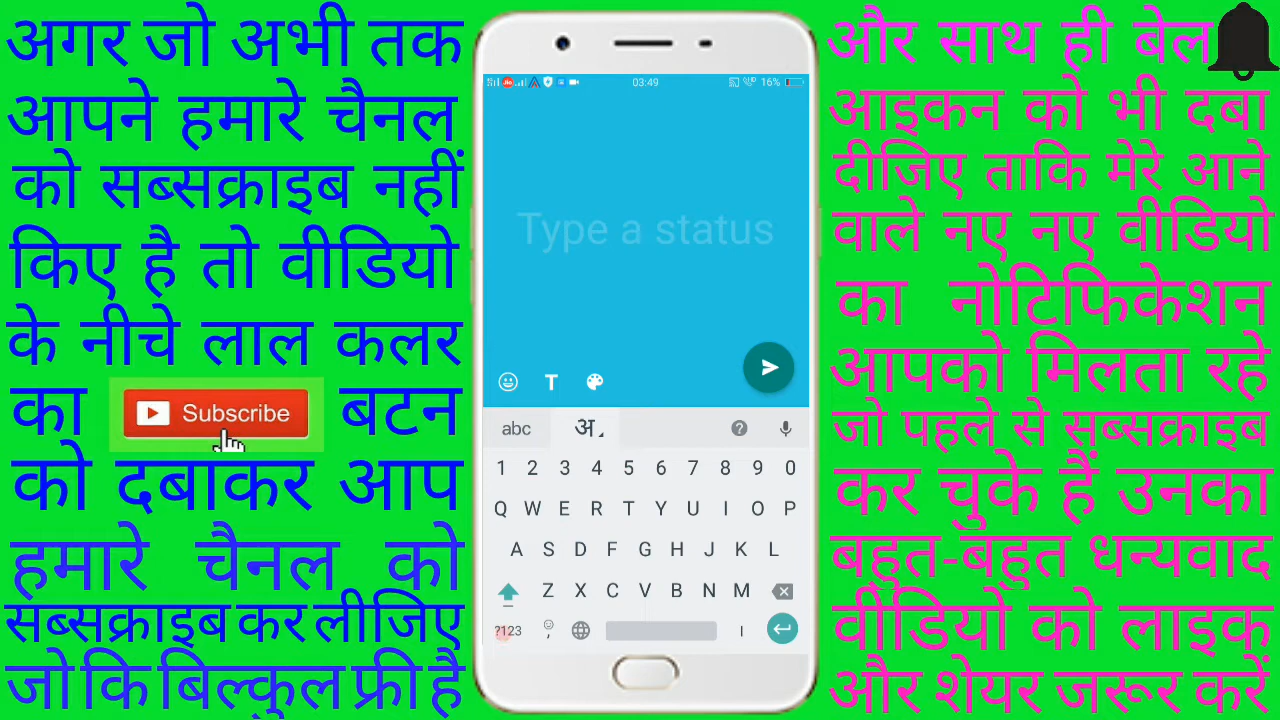 अगर जो अभी तक
आपने हमारे चैनल
को सब्सक्राइब नहीं
किए है तो वीडियो
के नीचे लाल कलर
का Subscribe बटन
को दबाकर आप
हमारे चैनल को
सब्सक्राइब कर लीजिए
जो कि बिल्कुल फ्री है
03:49
16%
Type a status
T
abc अ
1 2 3 4 5 6 7 8 9 0
Q W E R T Y U I O P
A S D F G H J K L
Z X C V B N M
?123 , ।
और साथ ही बेल
आइकन को भी दबा
दीजिए ताकि मेरे आने
वाले नए नए वीडियो
का नोटिफिकेशन
आपको मिलता रहे
जो पहले से सब्सक्राइब
कर चुके हैं उनका
बहुत-बहुत धन्यवाद
वीडियो को लाइक
और शेयर जरूर करें